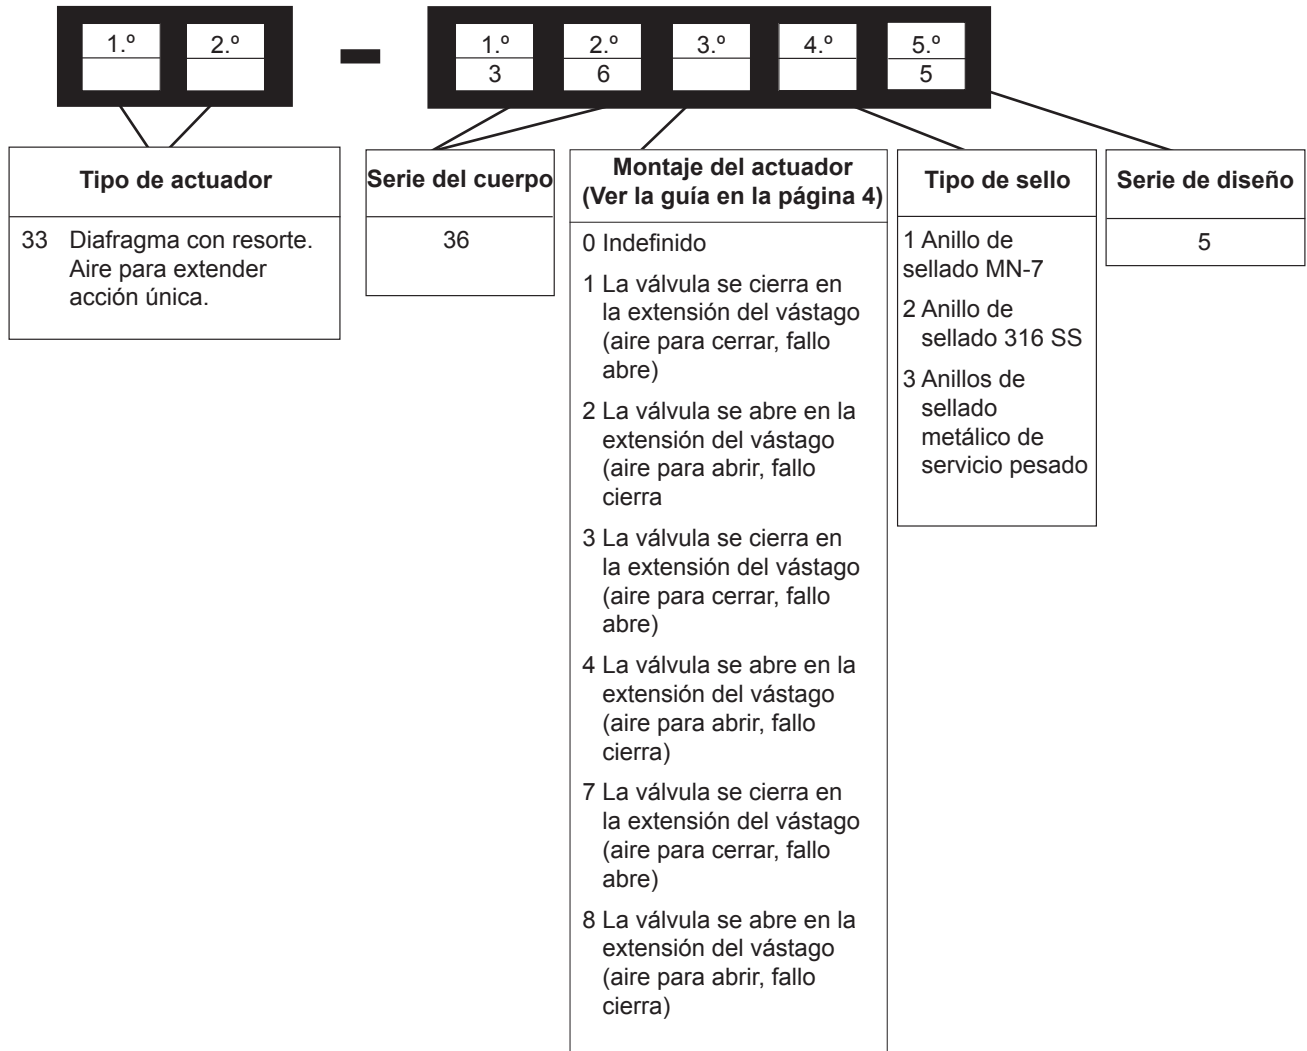 1.º 2.º 1.º 2.º 3.º 4.º 5.º
3 6 5
Tipo de actuador
33 Diafragma con resorte.
Aire para extender
acción única.
Serie del cuerpo
36
Montaje del actuador
(Ver la guía en la página 4)
0 Indefinido
1 La válvula se cierra en
la extensión del vástago
(aire para cerrar, fallo
abre)
2 La válvula se abre en la
extensión del vástago
(aire para abrir, fallo
cierra
3 La válvula se cierra en
la extensión del vástago
(aire para cerrar, fallo
abre)
4 La válvula se abre en la
extensión del vástago
(aire para abrir, fallo
cierra)
7 La válvula se cierra en
la extensión del vástago
(aire para cerrar, fallo
abre)
8 La válvula se abre en la
extensión del vástago
(aire para abrir, fallo
cierra)
Tipo de sello
1 Anillo de
sellado MN-7
2 Anillo de
sellado 316 SS
3 Anillos de
sellado
metálico de
servicio pesado
Serie de diseño
5